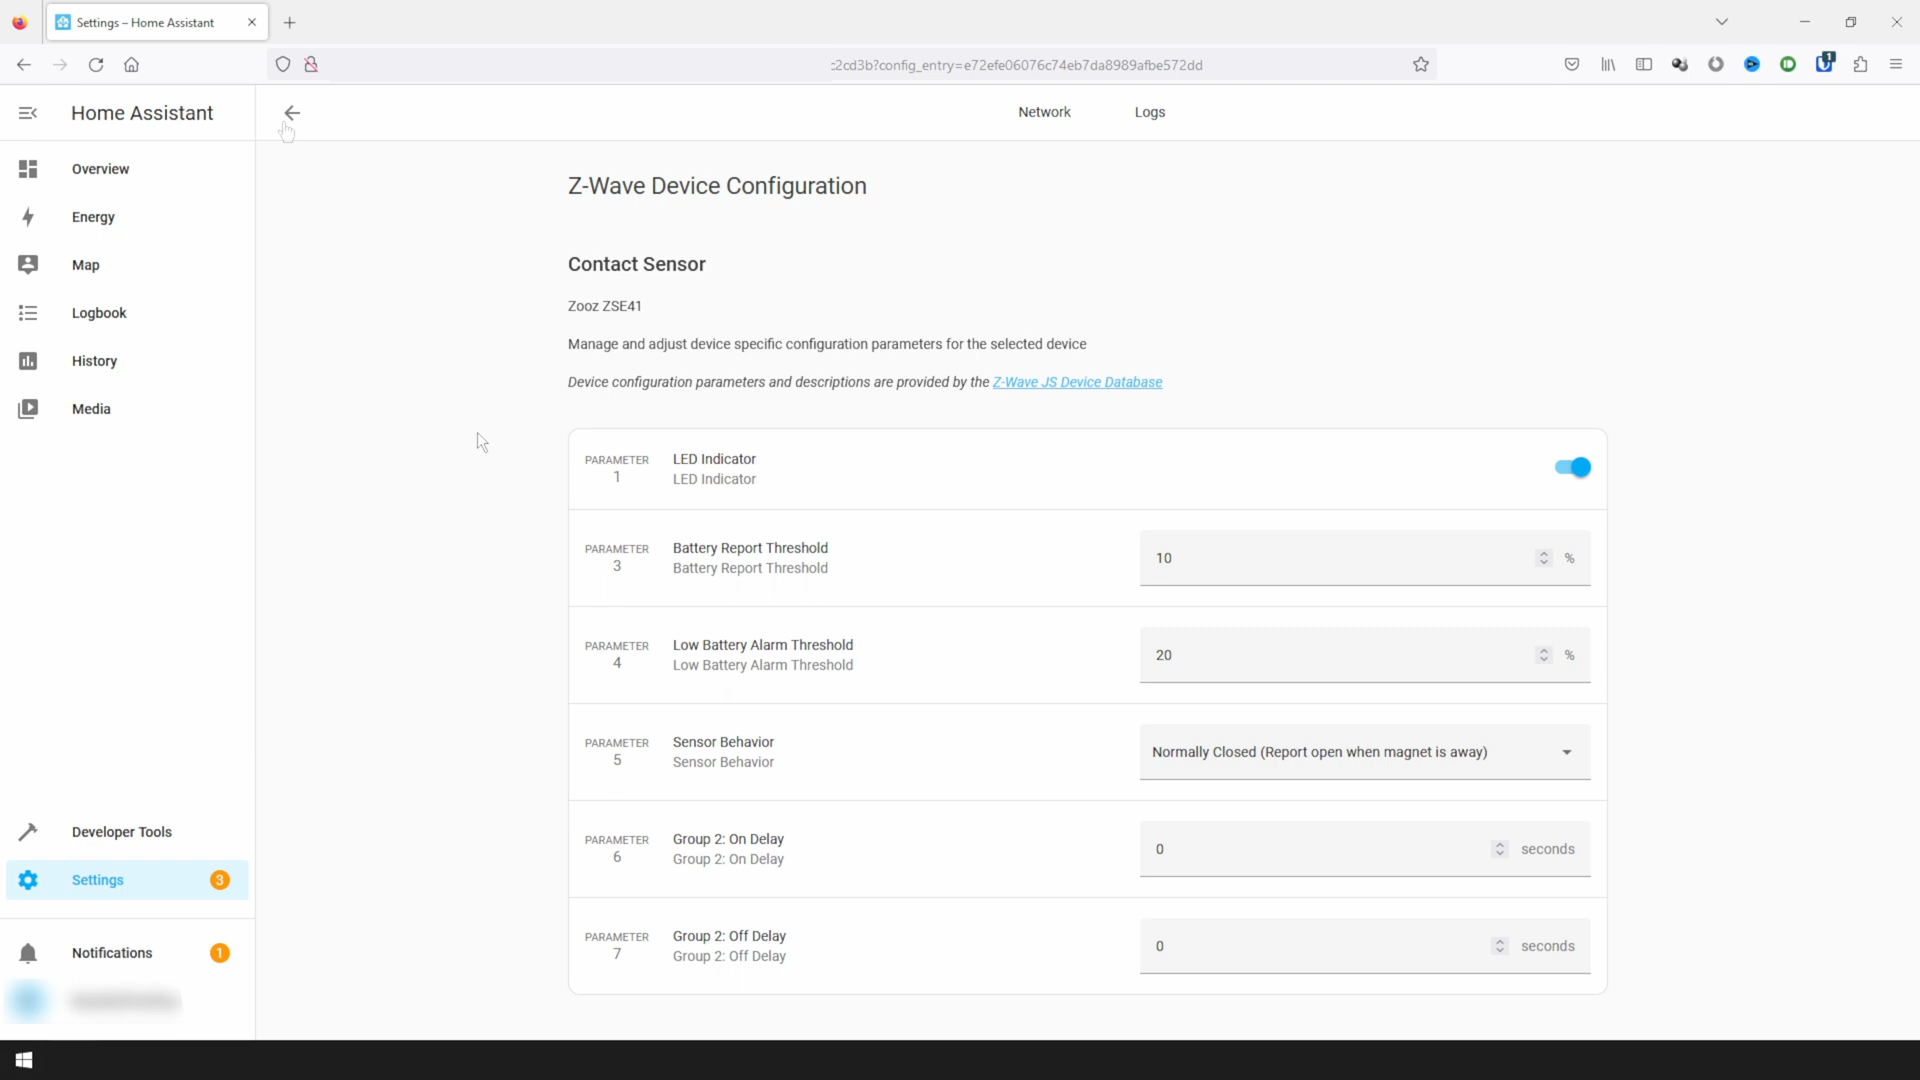 Settings – Home Assistant
:2cd3b?config_entry=e72efe06076c74eb7da8989afbe572dd
1
Home Assistant
Network
Logs
Overview
Energy
Map
Logbook
History
Media
Developer Tools
Settings
3
Notifications
1
Z-Wave Device Configuration
Contact Sensor
Zooz ZSE41
Manage and adjust device specific configuration parameters for the selected device
Device configuration parameters and descriptions are provided by the Z-Wave JS Device Database
PARAMETER
1
LED Indicator
LED Indicator
PARAMETER
3
Battery Report Threshold
Battery Report Threshold
10
%
PARAMETER
4
Low Battery Alarm Threshold
Low Battery Alarm Threshold
20
%
PARAMETER
5
Sensor Behavior
Sensor Behavior
Normally Closed (Report open when magnet is away)
PARAMETER
6
Group 2: On Delay
Group 2: On Delay
0
seconds
PARAMETER
7
Group 2: Off Delay
Group 2: Off Delay
0
seconds